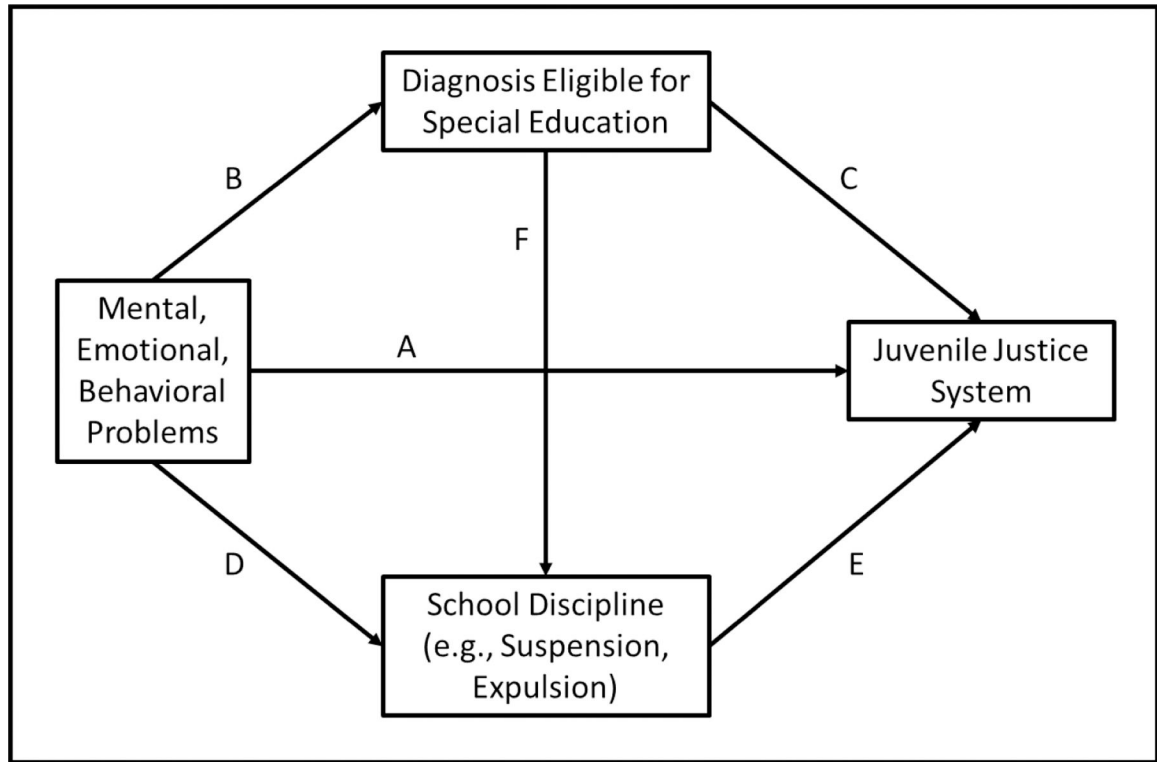 Diagnosis Eligible for
Special Education
B
C
F
Mental,
Emotional,
Behavioral
Problems
A
Juvenile Justice
System
D
E
School Discipline
(e.g., Suspension,
Expulsion)